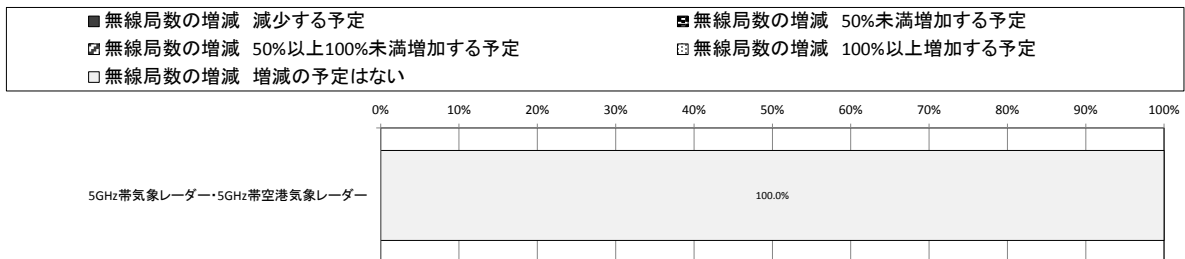 無線局数の増減 減少する予定 無線局数の増減 50%未満増加する予定
無線局数の増減 50%以上100%未満増加する予定 無線局数の増減 100%以上増加する予定
無線局数の増減 増減の予定はない
0% 10% 20% 30% 40% 50% 60% 70% 80% 90% 100%
5GHz帯気象レーダー・5GHz帯空港気象レーダー 100.0%